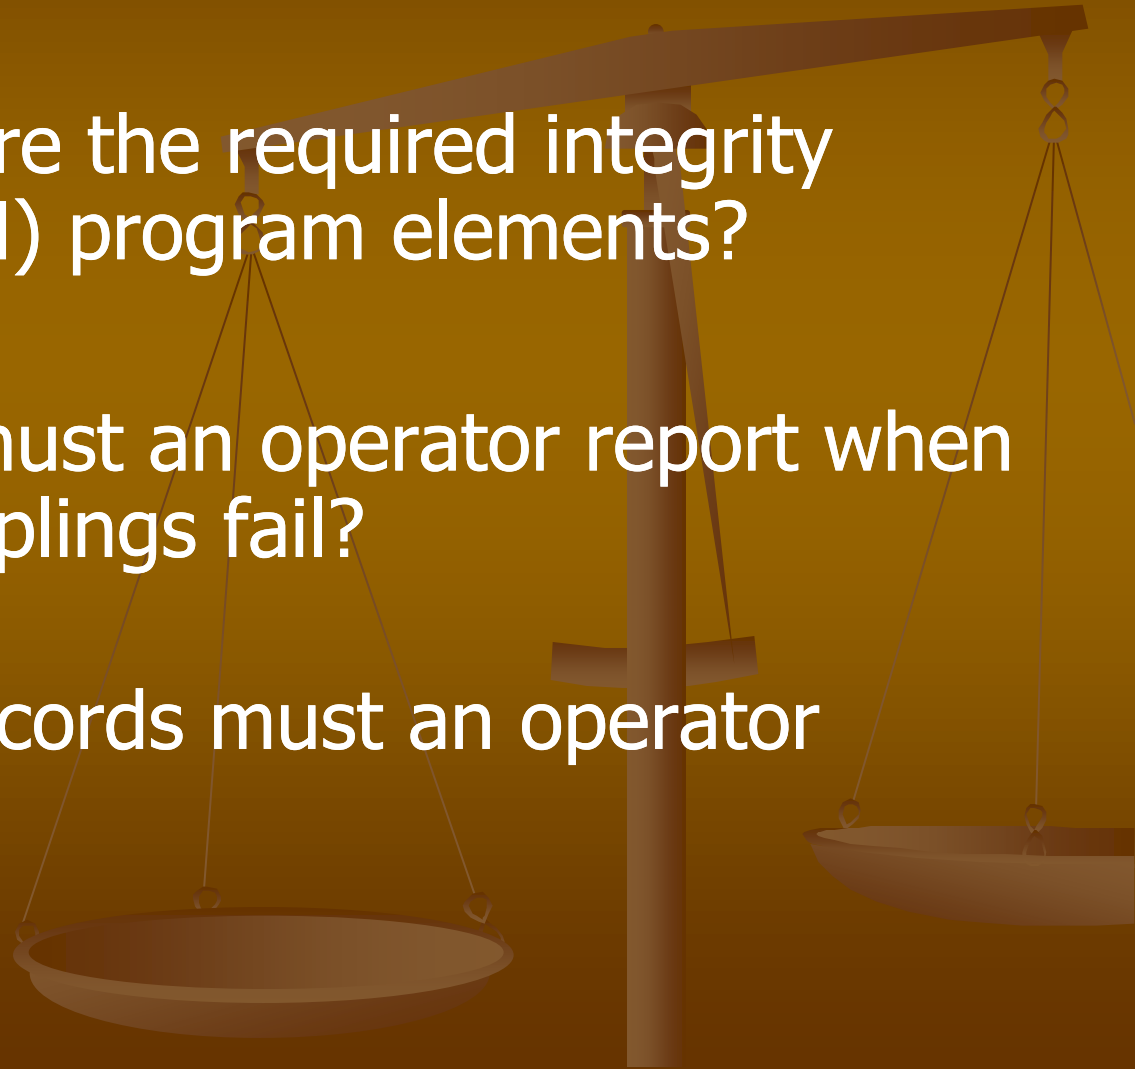 re the required integrity
) program elements?
must an operator report when
plings fail?
cords must an operator